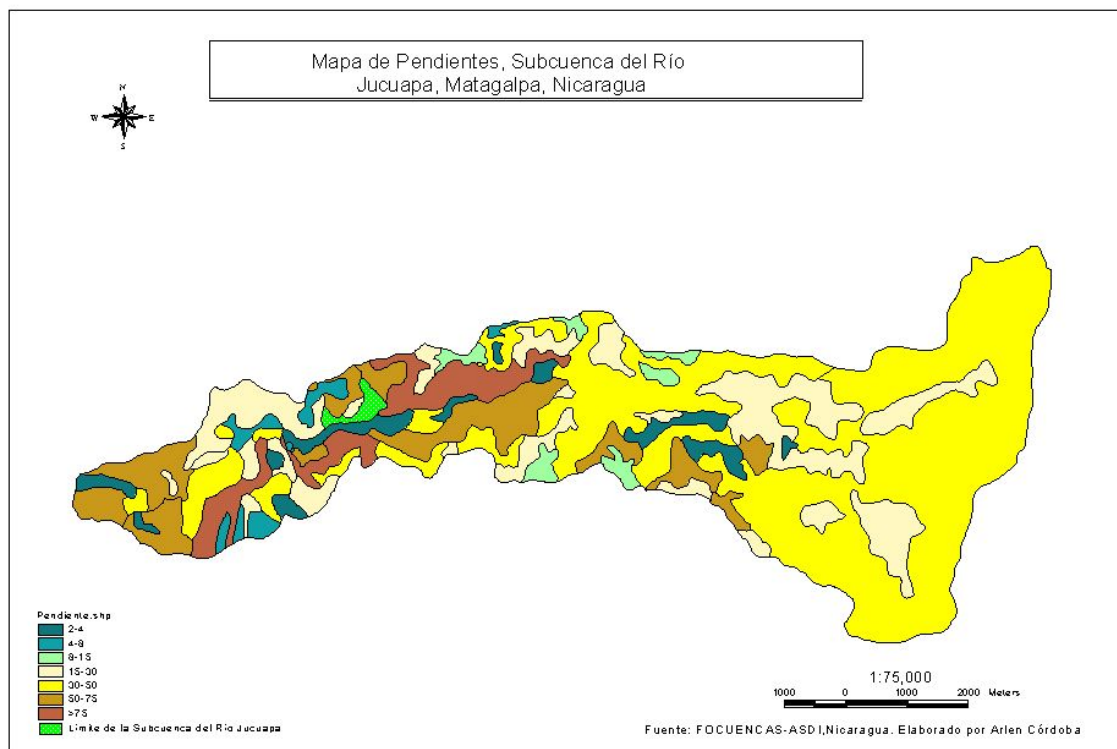 Mapa de Pendientes, Subcuenca del Río
Jucuapa, Matagalpa, Nicaragua
N
W E
S
Pendiente.shp
2-4
4-8
8-15
15-30
30-50
50-75
>75
Límite de la Subcuenca del Río Jucuapa
1:75,000
1000 0 1000 2000 Meters
Fuente: FOCUENCAS-ASDI,Nicaragua. Elaborado por Arlen Córdoba